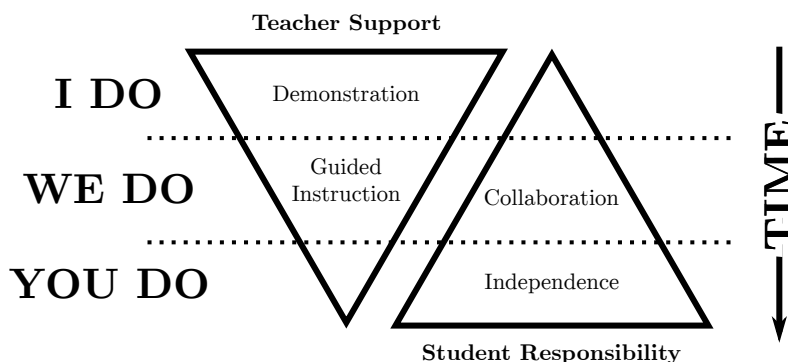 Teacher Support
I DO
Demonstration
WE DO
Guided
Instruction
Collaboration
YOU DO
Independence
Student Responsibility
TIME